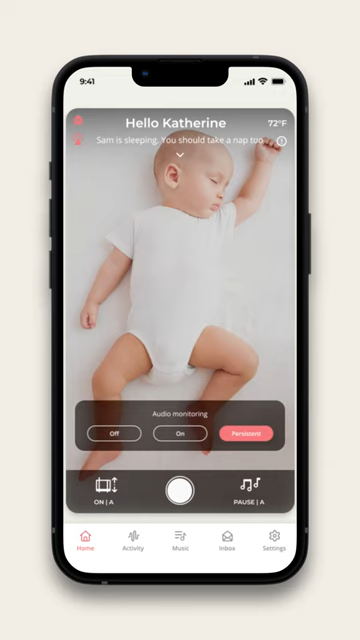 9:41
Hello Katherine
72°F
Sam is sleeping. You should take a nap too
Audio monitoring
Off
On
Persistent
ON | A
PAUSE | A
Home
Activity
Music
Inbox
Settings